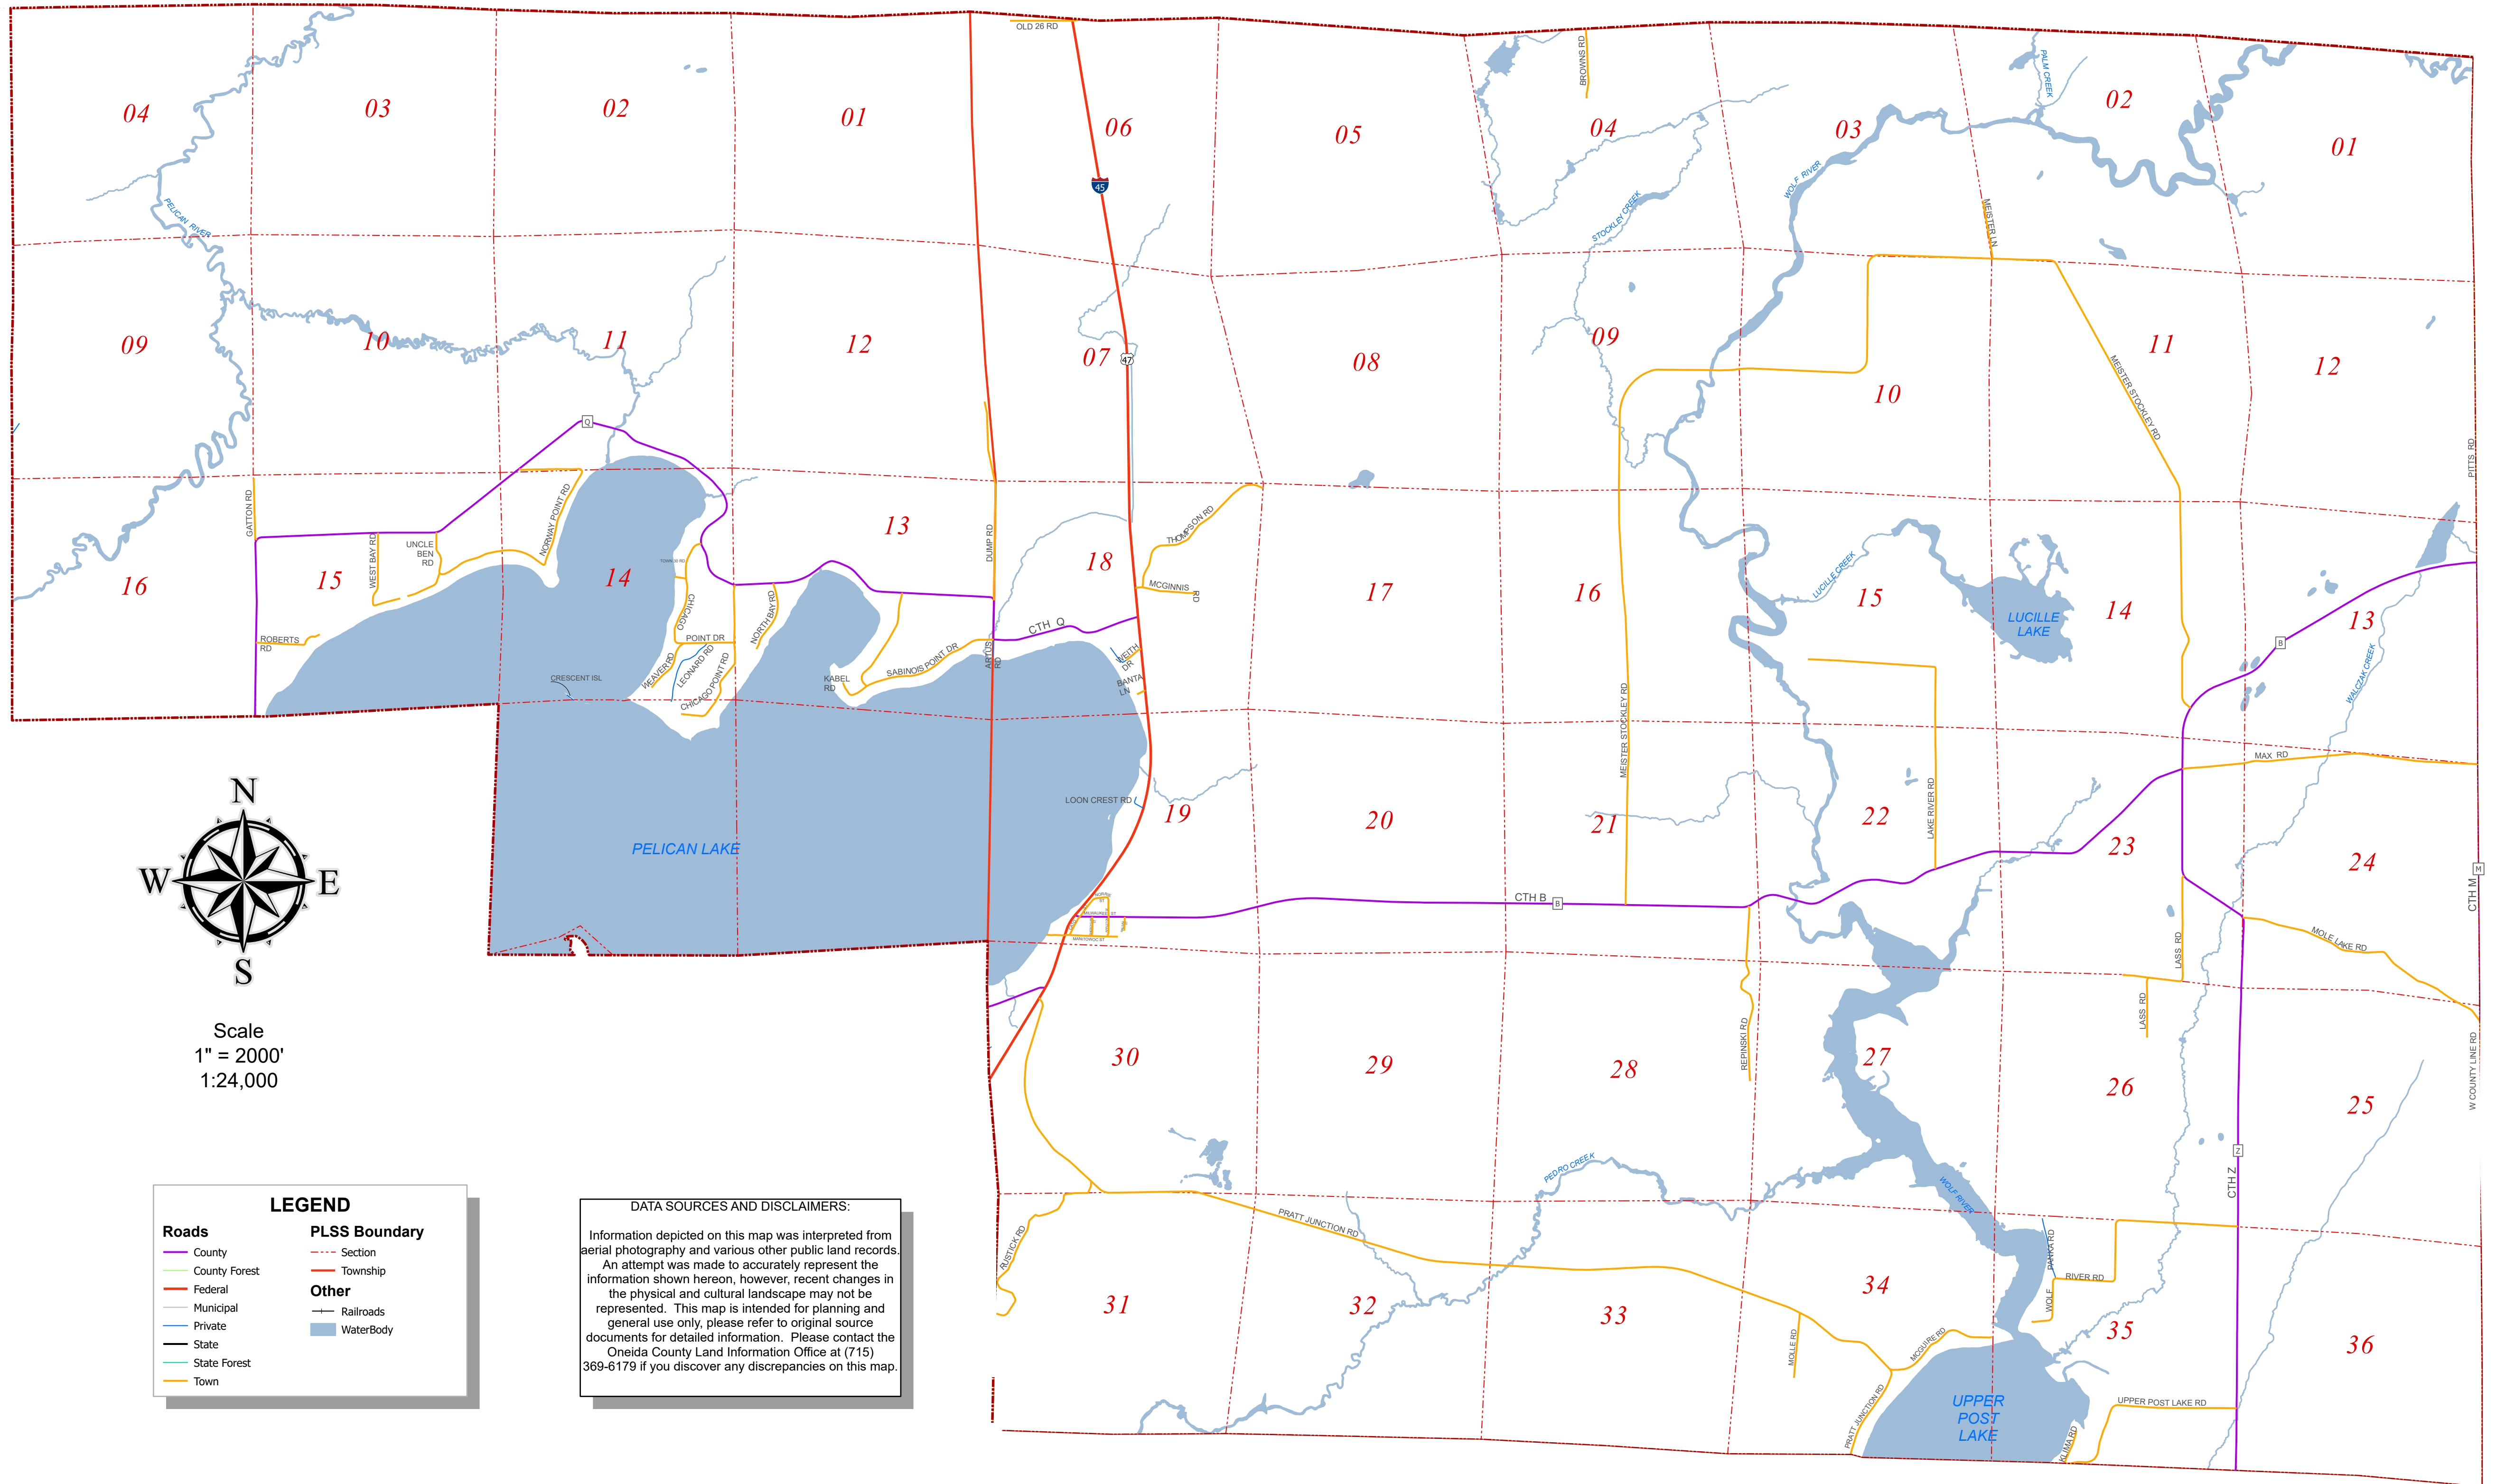 OLD 26 RD
BROWNS RD
PALM CREEK
04
03
02
01
06
05
04
03
02
01
45
WOLF RIVER
PELICAN RIVER
STOCKLEY CREEK
MEISTER LN
09
10
11
12
07
47
08
09
10
11
12
MEISTER STOCKLEY RD
PITTS RD
Q
GATTON RD
WEST BAY RD
UNCLE
BEN
RD
NORWAY POINT RD
13
DUMP RD
THOMPSON RD
16
15
14
18
MCGINNIS
RD
17
16
LUCILLE CREEK
15
LUCILLE
LAKE
14
13
B
WALCZAK CREEK
CHICAGO
POINT DR
NORTH BAY RD
ROBERTS
RD
CTH Q
ARTUS
RD
WEITH
DR
BANTA
LN
WEAVER RD
LEONARD RD
CHICAGO POINT RD
CRESCENT ISL
KABEL
RD
SABINOIS POINT DR
MEISTER STOCKLEY RD
MAX RD
N
W
E
S
LOON CREST RD
19
20
21
22
LAKE RIVER RD
23
24
M
CTH M
PELICAN LAKE
CTH B
B
NORTH
ST
MILWAUKEE ST
MANITOWOC ST
LASS RD
MOLE LAKE RD
LASS RD
W COUNTY LINE RD
Scale
1" = 2000'
1:24,000
30
29
28
REPINSKI RD
27
26
25
Z
CTH Z
PEDRO CREEK
WOLF RIVER
PRATT JUNCTION RD
RUSTICK RD
PANKA RD
RIVER RD
WOLF
31
32
33
34
35
36
MOLLE RD
MCGUIRE RD
PRATT JUNCTION RD
UPPER
POST
LAKE
UPPER POST LAKE RD
KLIMA RD
LEGEND
Roads
County
County Forest
Federal
Municipal
Private
State
State Forest
Town
PLSS Boundary
Section
Township
Other
Railroads
WaterBody
DATA SOURCES AND DISCLAIMERS:
Information depicted on this map was interpreted from
aerial photography and various other public land records.
An attempt was made to accurately represent the
information shown hereon, however, recent changes in
the physical and cultural landscape may not be
represented. This map is intended for planning and
general use only, please refer to original source
documents for detailed information. Please contact the
Oneida County Land Information Office at (715)
369-6179 if you discover any discrepancies on this map.